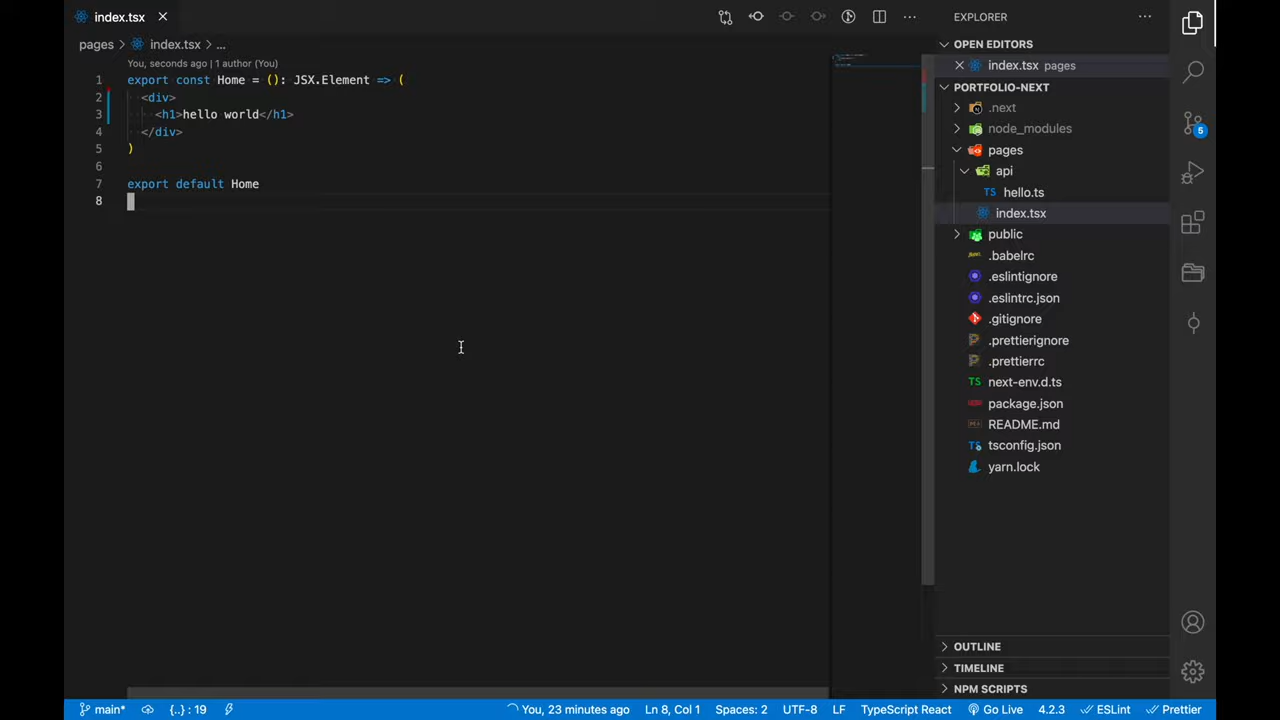 index.tsx
pages > index.tsx > ...
You, seconds ago | 1 author (You)
1 export const Home = (): JSX.Element => (
2 <div>
3 <h1>hello world</h1>
4 </div>
5 )
6
7 export default Home
8
EXPLORER
OPEN EDITORS
index.tsx pages
PORTFOLIO-NEXT
.next
node_modules
pages
api
TS hello.ts
index.tsx
public
.babelrc
.eslintignore
.eslintrc.json
.gitignore
.prettierignore
.prettierrc
TS next-env.d.ts
package.json
README.md
TS tsconfig.json
yarn.lock
OUTLINE
TIMELINE
NPM SCRIPTS
5
main* {..} : 19 You, 23 minutes ago Ln 8, Col 1 Spaces: 2 UTF-8 LF TypeScript React Go Live 4.2.3 ESLint Prettier